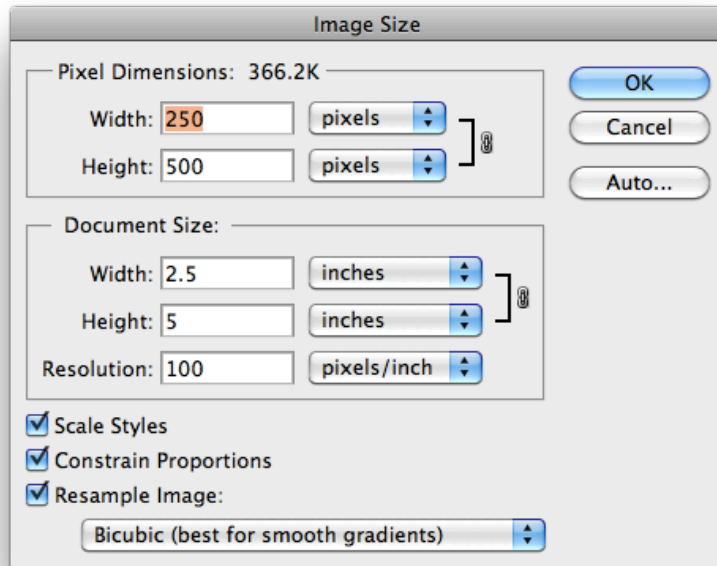 Image Size
Pixel Dimensions: 366.2K
OK
Width: 250 pixels
Cancel
Height: 500 pixels
Auto...
Document Size:
Width: 2.5 inches
Height: 5 inches
Resolution: 100 pixels/inch
Scale Styles
Constrain Proportions
Resample Image:
Bicubic (best for smooth gradients)